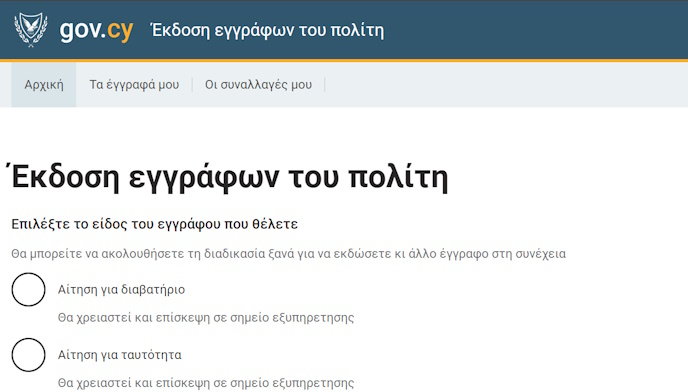 gov.cy Έκδοση εγγράφων του πολίτη
Αρχική Τα έγγραφά μου Οι συναλλαγές μου
Έκδοση εγγράφων του πολίτη
Επιλέξτε το είδος του εγγράφου που θέλετε
Θα μπορείτε να ακολουθήσετε τη διαδικασία ξανά για να εκδώσετε κι άλλο έγγραφο στη συνέχεια
Αίτηση για διαβατήριο
Θα χρειαστεί και επίσκεψη σε σημείο εξυπηρετησης
Αίτηση για ταυτότητα
Θα χρειαστεί και επίσκεψη σε σημείο εξυπηρετησης